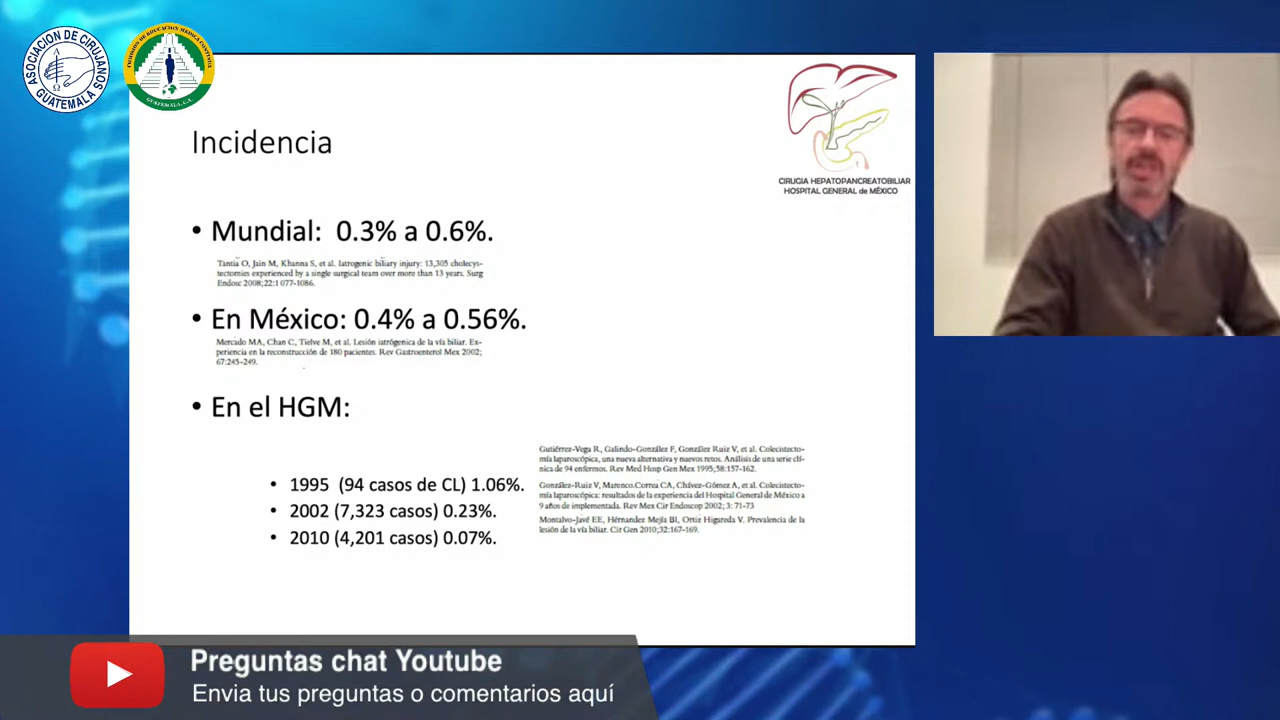 ASOCIACION DE CIRUJANOS
GUATEMALA
GUATEMALA, C.A.
CIRUGIA HEPATOPANCREATOBILIAR
HOSPITAL GENERAL de MÉXICO
Incidencia
• Mundial: 0.3% a 0.6%.
Tantia O, Jain M, Khanna S, et al. Iatrogenic biliary injury: 13,305 cholecys-
tectomies experienced by a single surgical team over more than 13 years. Surg
Endosc 2008;22:1 077-1086.
• En México: 0.4% a 0.56%.
Mercado MA, Chan C, Tielve M, et al. Lesión iatrógenica de la vía biliar. Ex-
periencia en la reconstrucción de 180 pacientes. Rev Gastroenterol Mex 2002;
67:245-249.
• En el HGM:
• 1995 (94 casos de CL) 1.06%.
• 2002 (7,323 casos) 0.23%.
• 2010 (4,201 casos) 0.07%.
Gutiérrez-Vega R, Galindo-González F, González Ruiz V, et al. Colecistecto-
mía laparoscópica, una nueva alternativa y nuevos retos. Análisis de una serie clí-
nica de 94 enfermos. Rev Med Hosp Gen Mex 1995;58:157-162.
González-Ruiz V, Marenco.Correa CA, Chávez-Gómez A, et al. Colecistecto-
mía laparoscópica: resultados de la experiencia del Hospital General de México a
9 años de implementada. Rev Mex Cir Endoscop 2002; 3: 71-73
Montalvo-Javé EE, Hérnandez Mejía BI, Ortiz Higareda V. Prevalencia de la
lesión de la vía biliar. Cir Gen 2010;32:167-169.
Preguntas chat Youtube
Envia tus preguntas o comentarios aquí